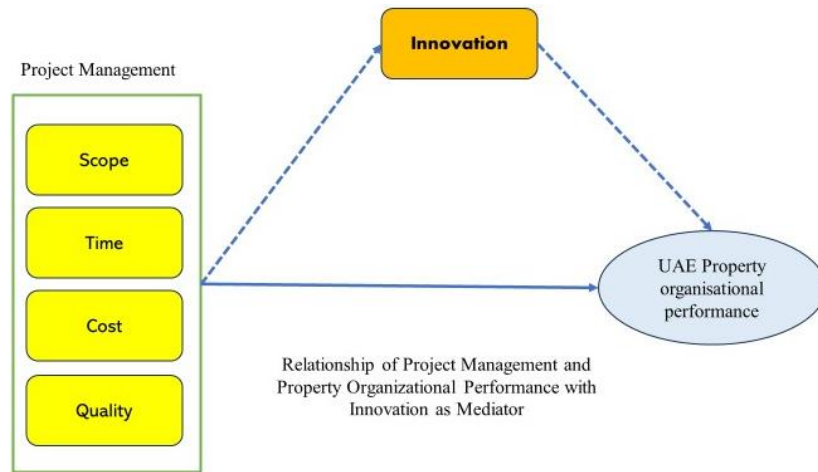 Innovation
Project Management
Scope
Time
Cost
Quality
UAE Property
organisational
performance
Relationship of Project Management and
Property Organizational Performance with
Innovation as Mediator